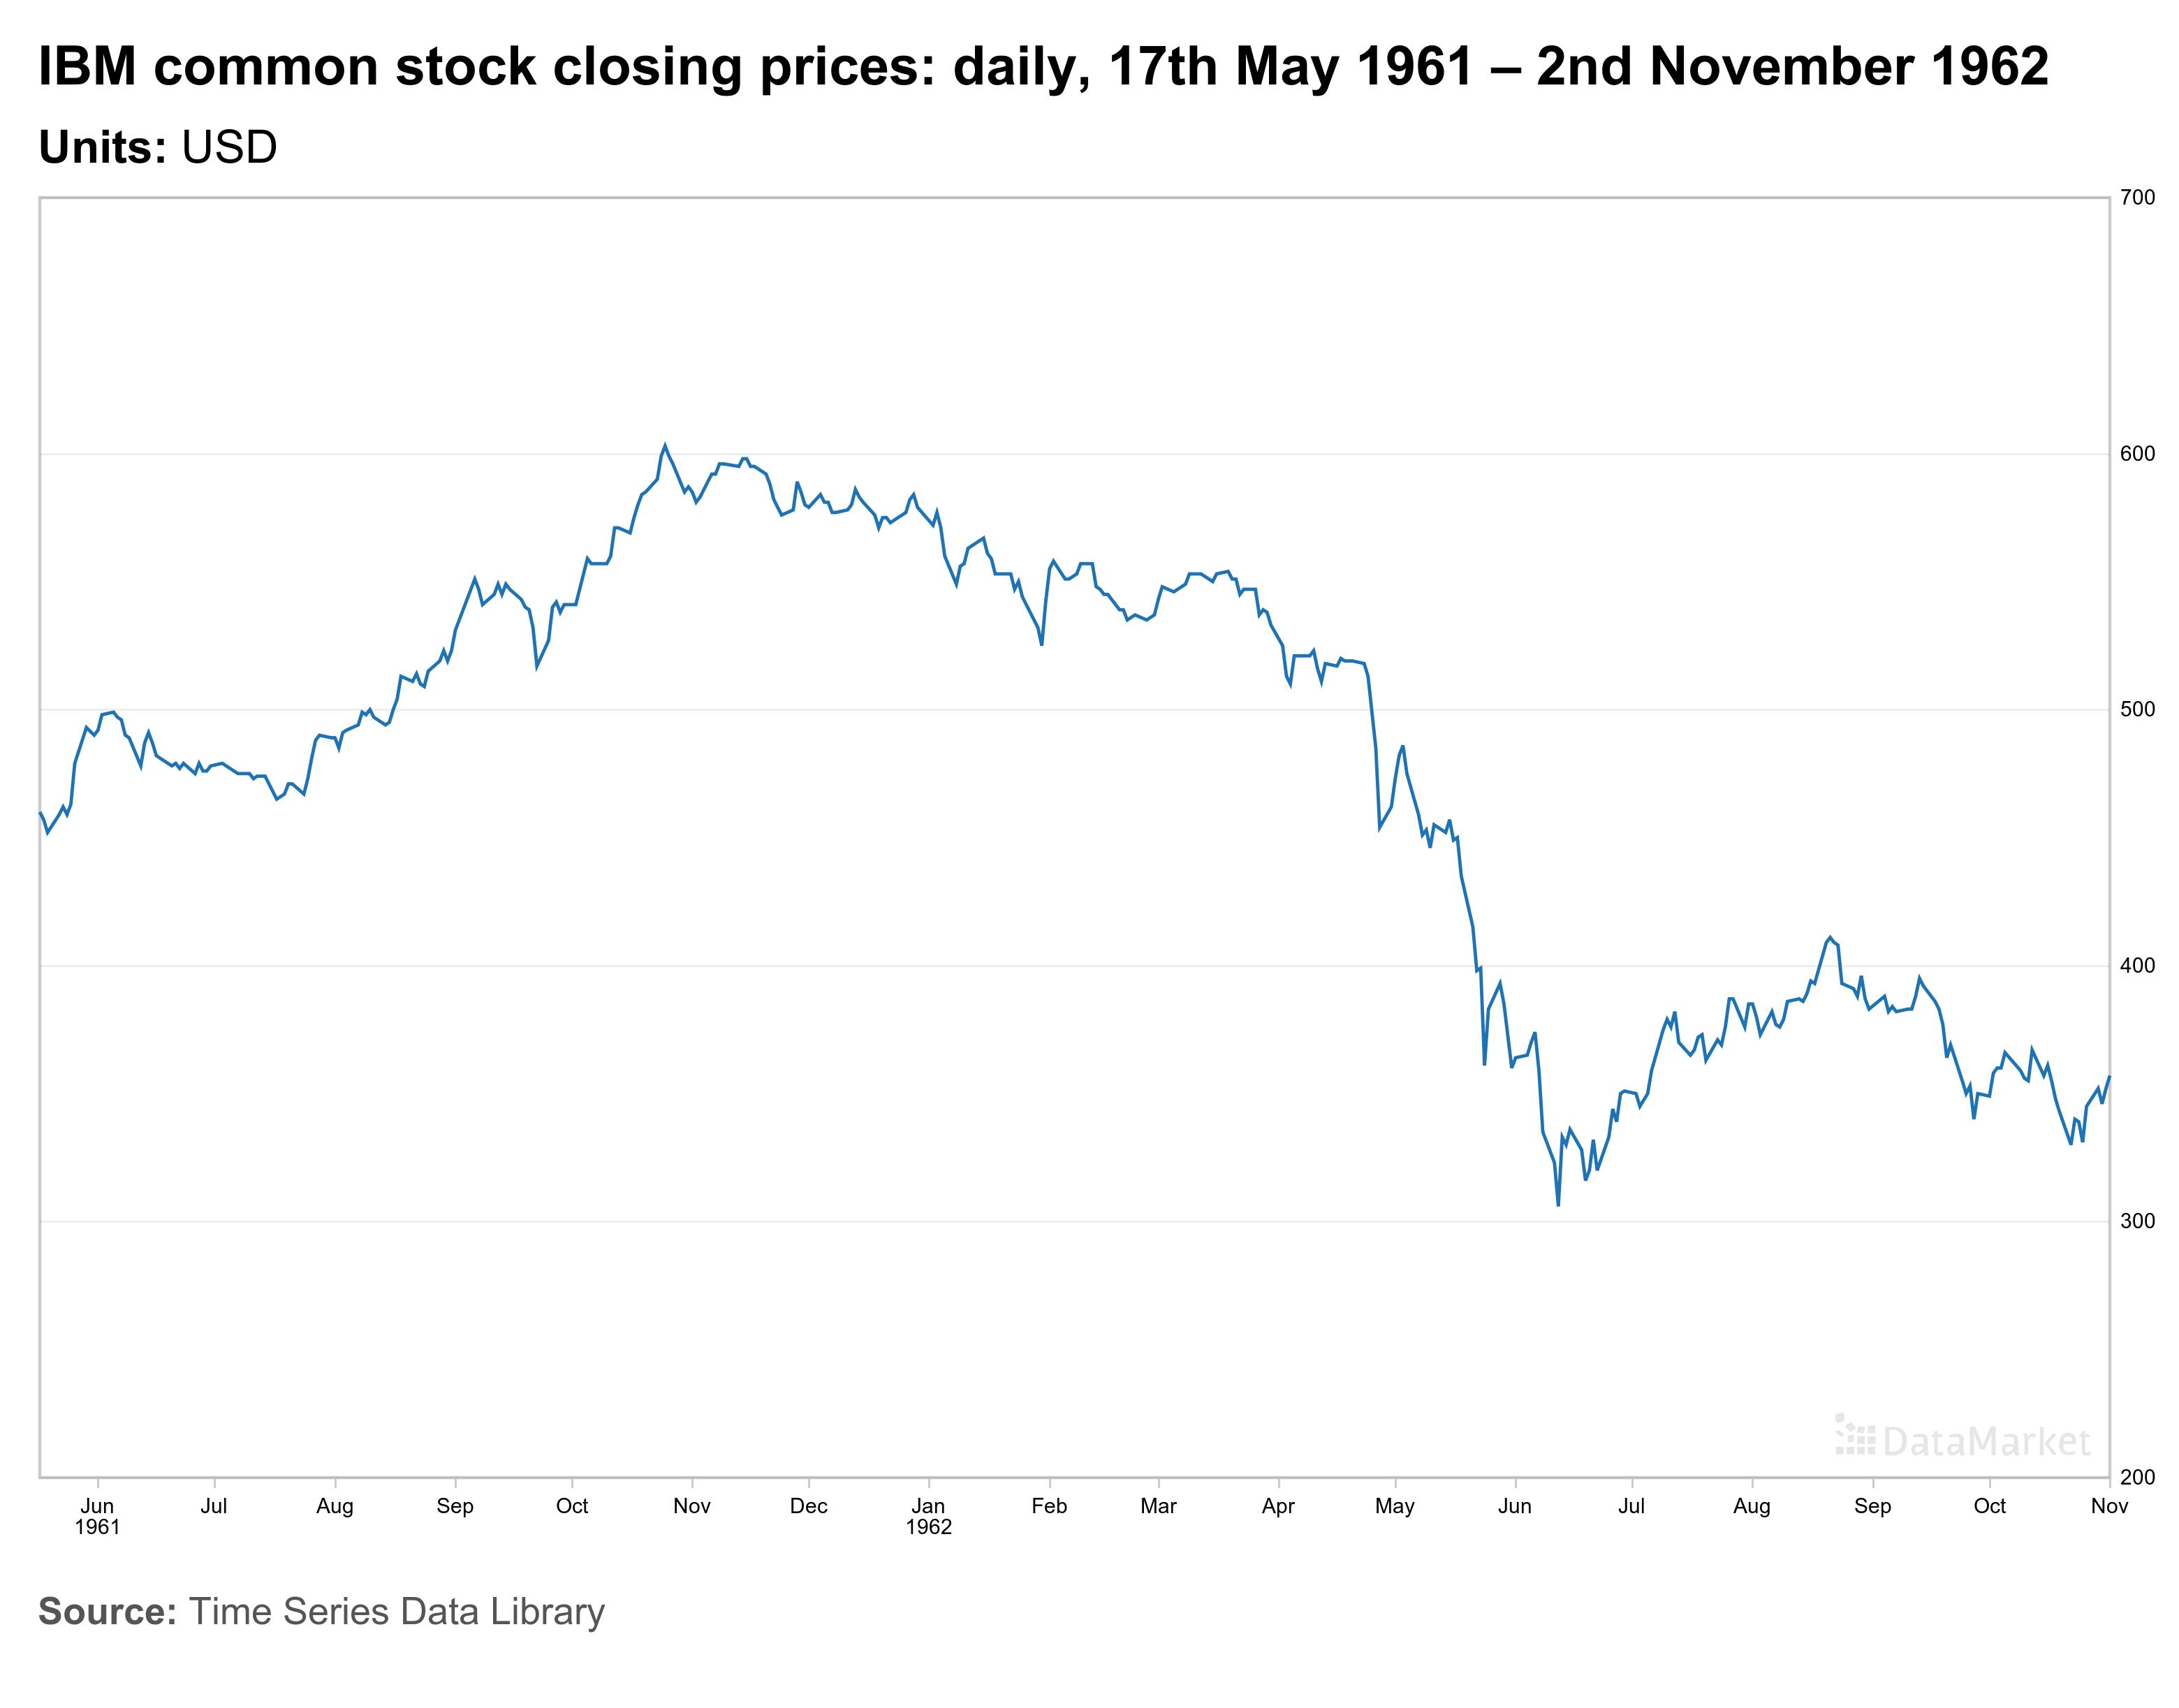 IBM common stock closing prices: daily, 17th May 1961 – 2nd November 1962
Units: USD
700
600
500
400
300
200
DataMarket
Jun Jul Aug Sep Oct Nov Dec Jan Feb Mar Apr May Jun Jul Aug Sep Oct Nov
1961 1962
Source: Time Series Data Library